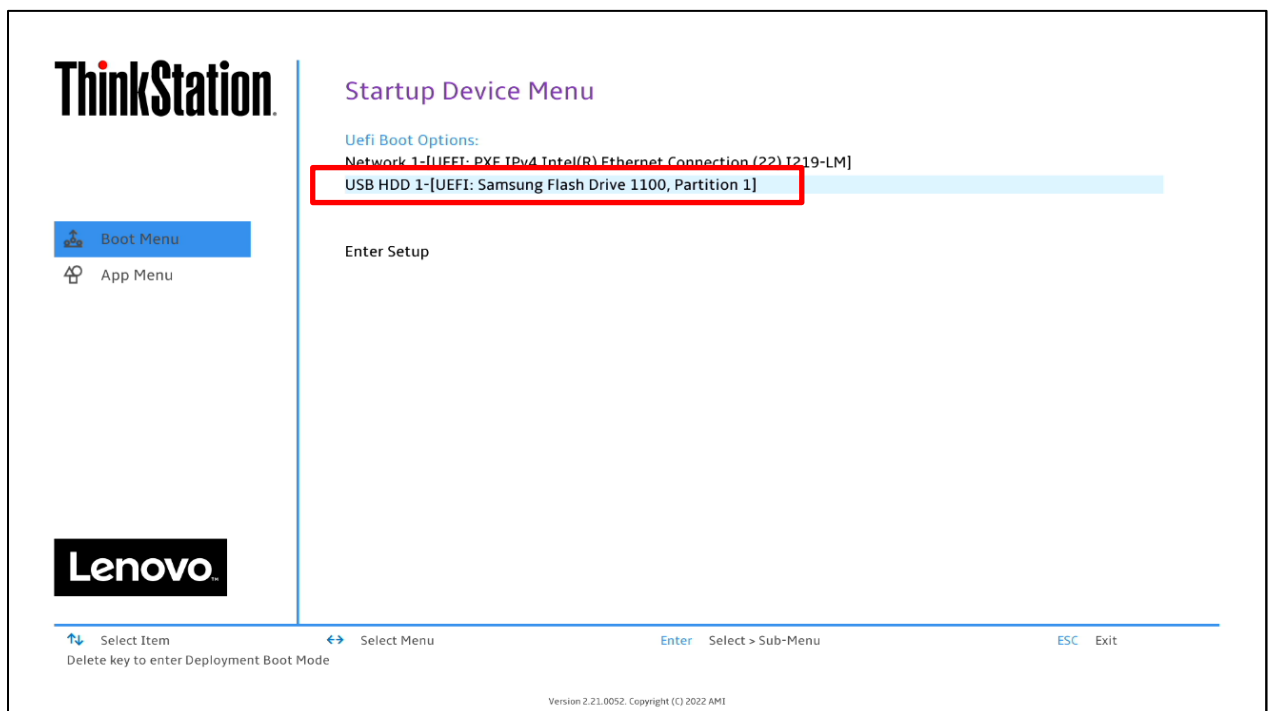 ThinkStation.
Startup Device Menu
Uefi Boot Options:
Network 1-[UEFI: PXE IPv4 Intel(R) Ethernet Connection (22) I219-LM]
USB HDD 1-[UEFI: Samsung Flash Drive 1100, Partition 1]
Enter Setup
Boot Menu
App Menu
Lenovo™
Select Item
Select Menu
Enter Select > Sub-Menu
ESC Exit
Delete key to enter Deployment Boot Mode
Version 2.21.0052. Copyright (C) 2022 AMI